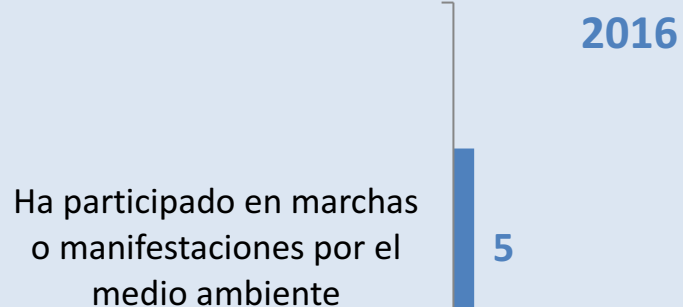 2016
Ha participado en marchas
o manifestaciones por el
medio ambiente
5